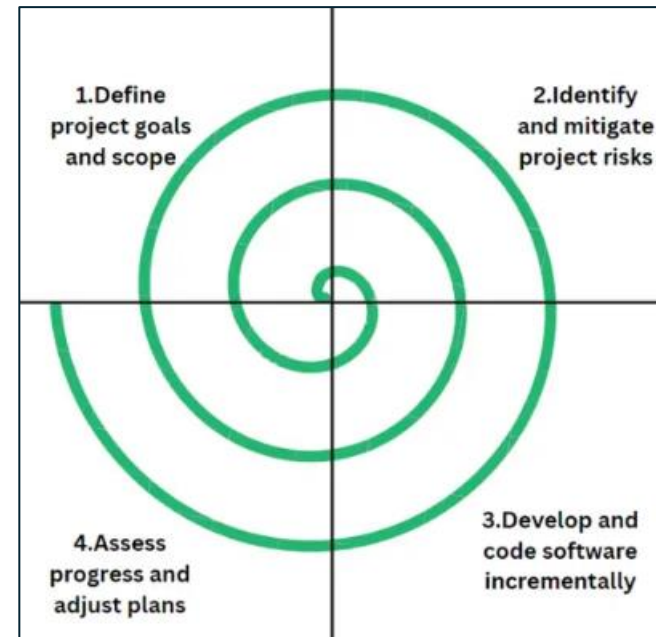 1.Define
project goals
and scope
2.Identify
and mitigate
project risks
3.Develop and
code software
incrementally
4.Assess
progress and
adjust plans